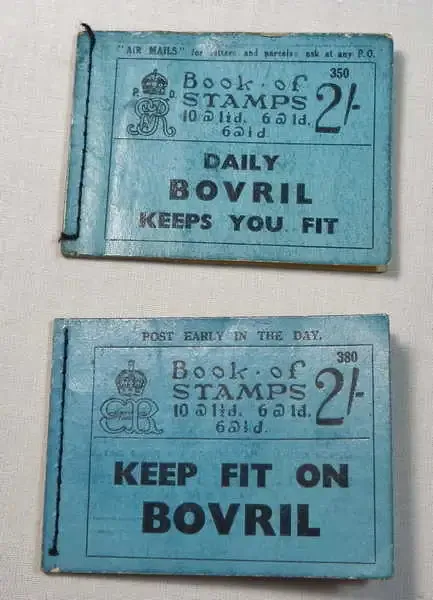 "AIR MAILS" for letters and parcels, ask at any P.O.
350
Book of
STAMPS
2/-
P. O.
GR
10 @ 1½d. 6 @ 1d.
6 @ ½d
DAILY
BOVRIL
KEEPS YOU FIT
POST EARLY IN THE DAY.
380
Book of
STAMPS
2/-
10 @ 1½d. 6 @ 1d.
6 @ ½d.
KEEP FIT ON
BOVRIL